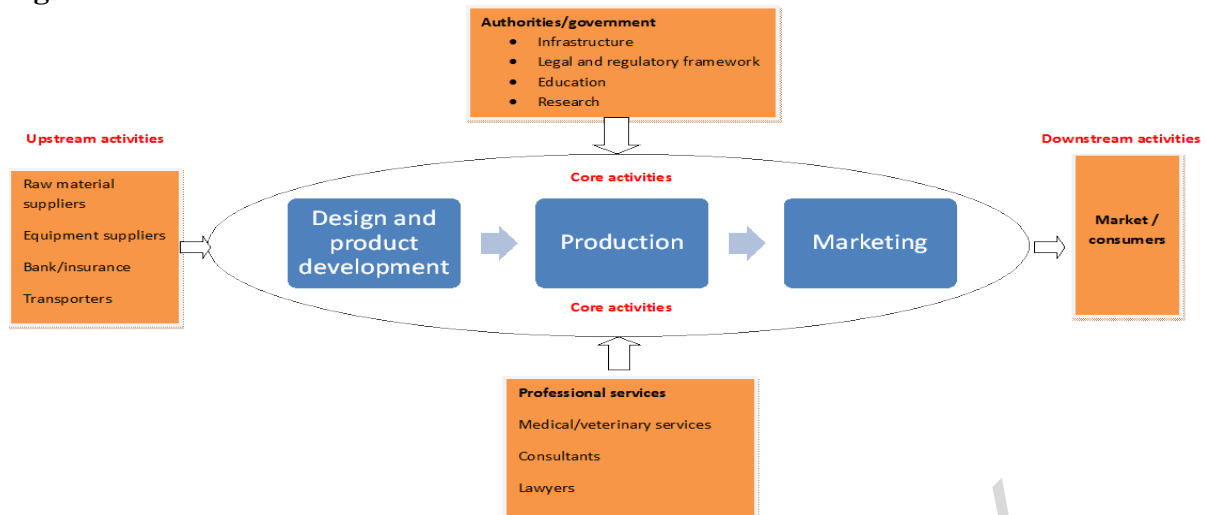 Authorities/government
● Infrastructure
● Legal and regulatory framework
● Education
● Research
Upstream activities
Downstream activities
Raw material
suppliers
Equipment suppliers
Bank/insurance
Transporters
Core activities
Design and
product
development
Production
Marketing
Core activities
Market /
consumers
Professional services
Medical/veterinary services
Consultants
Lawyers